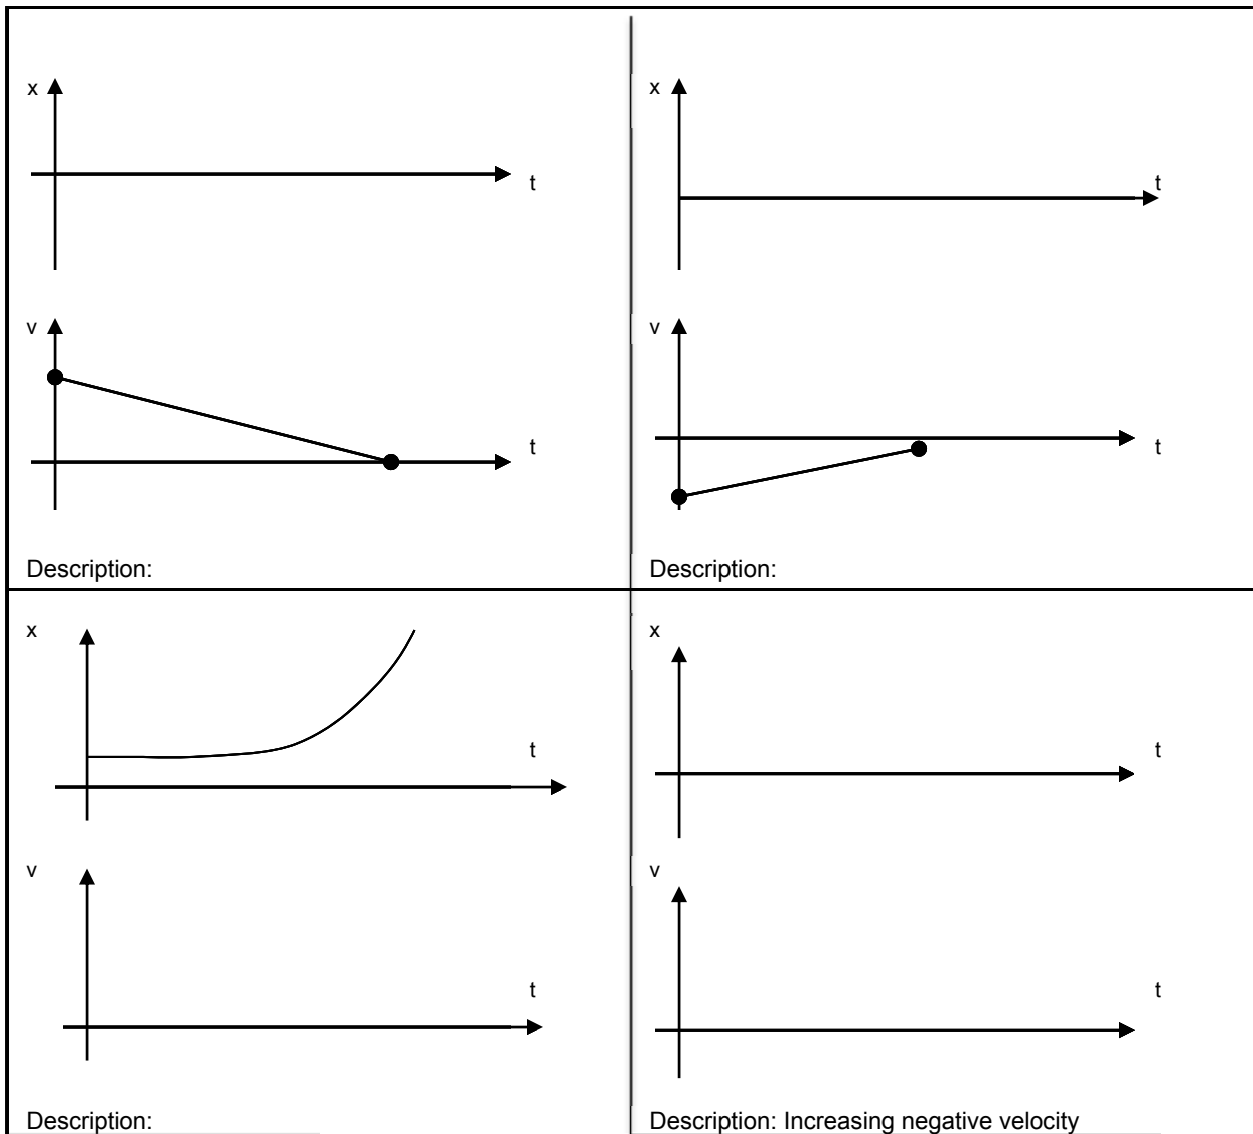 x
t
v
t
Description:
x
t
v
t
Description:
x
t
v
t
Description:
x
t
v
t
Description: Increasing negative velocity